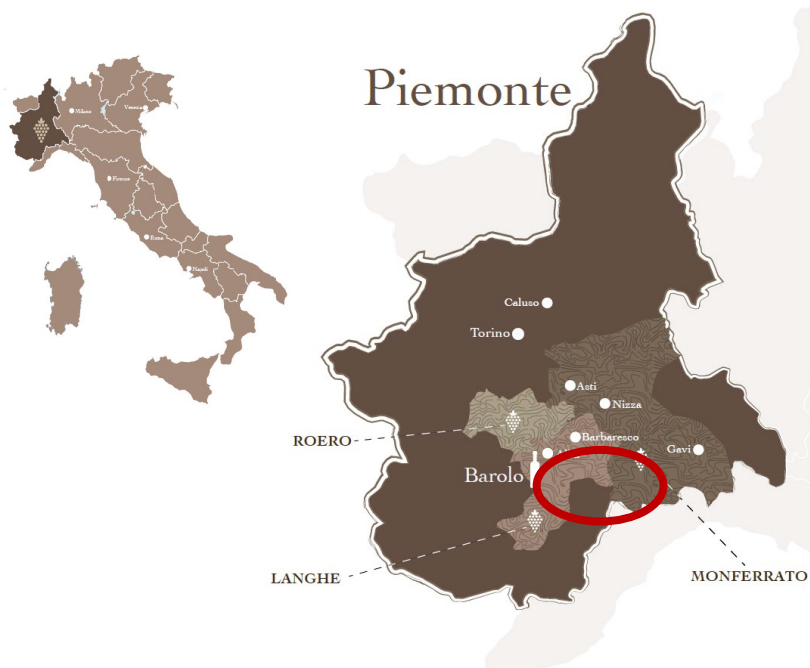 Piemonte
Milano
Venezia
Firenze
Roma
Napoli
Caluso
Torino
Asti
Nizza
ROERO
Barbaresco
Gavi
Barolo
LANGHE
MONFERRATO